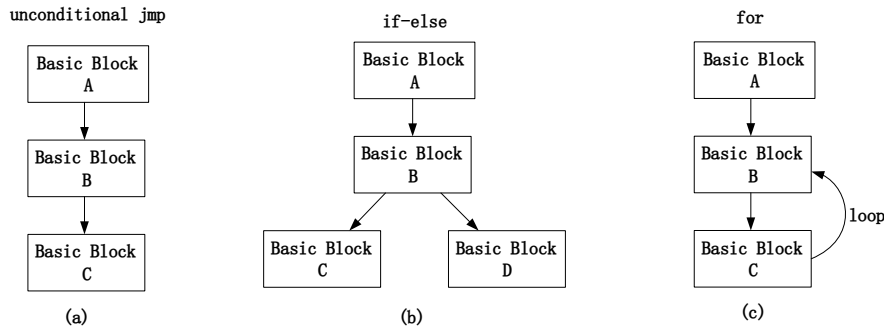 unconditional jmp
Basic Block
A
Basic Block
B
Basic Block
C
(a)
if-else
Basic Block
A
Basic Block
B
Basic Block
C
Basic Block
D
(b)
for
Basic Block
A
Basic Block
B
loop
Basic Block
C
(c)